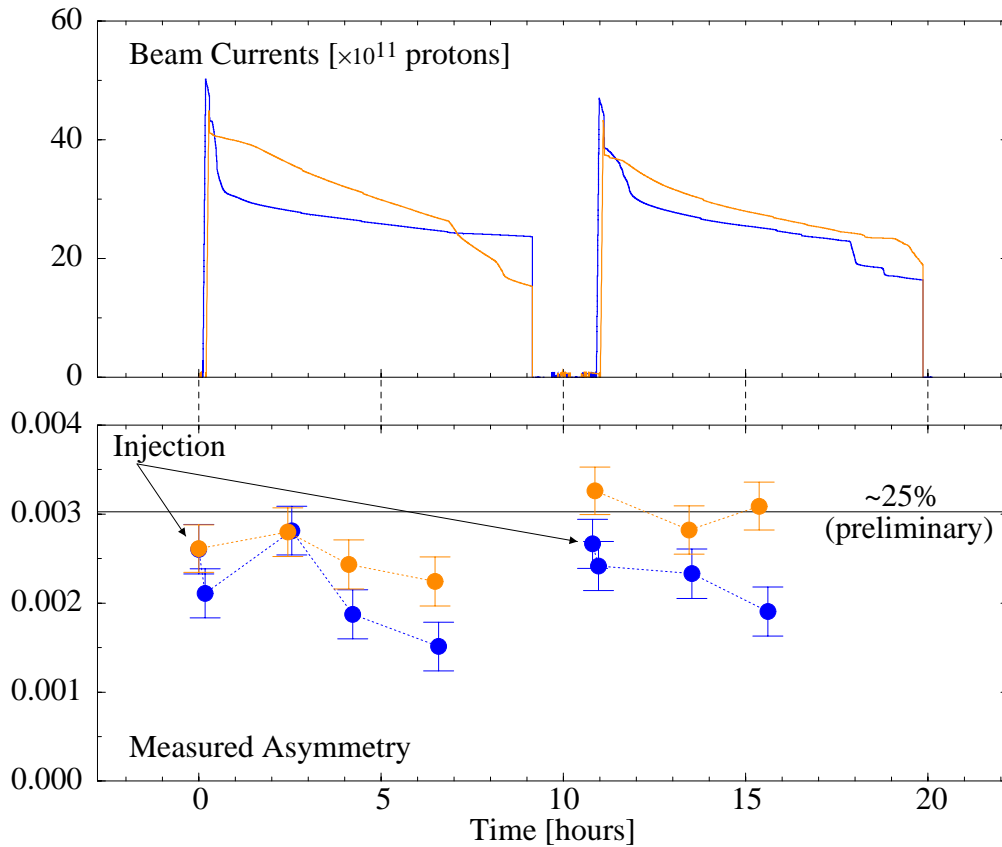 60
Beam Currents [×10¹¹ protons]
40
20
0
0.004
Injection
0.003
~25%
(preliminary)
0.002
0.001
Measured Asymmetry
0.000
0 5 10 15 20
Time [hours]